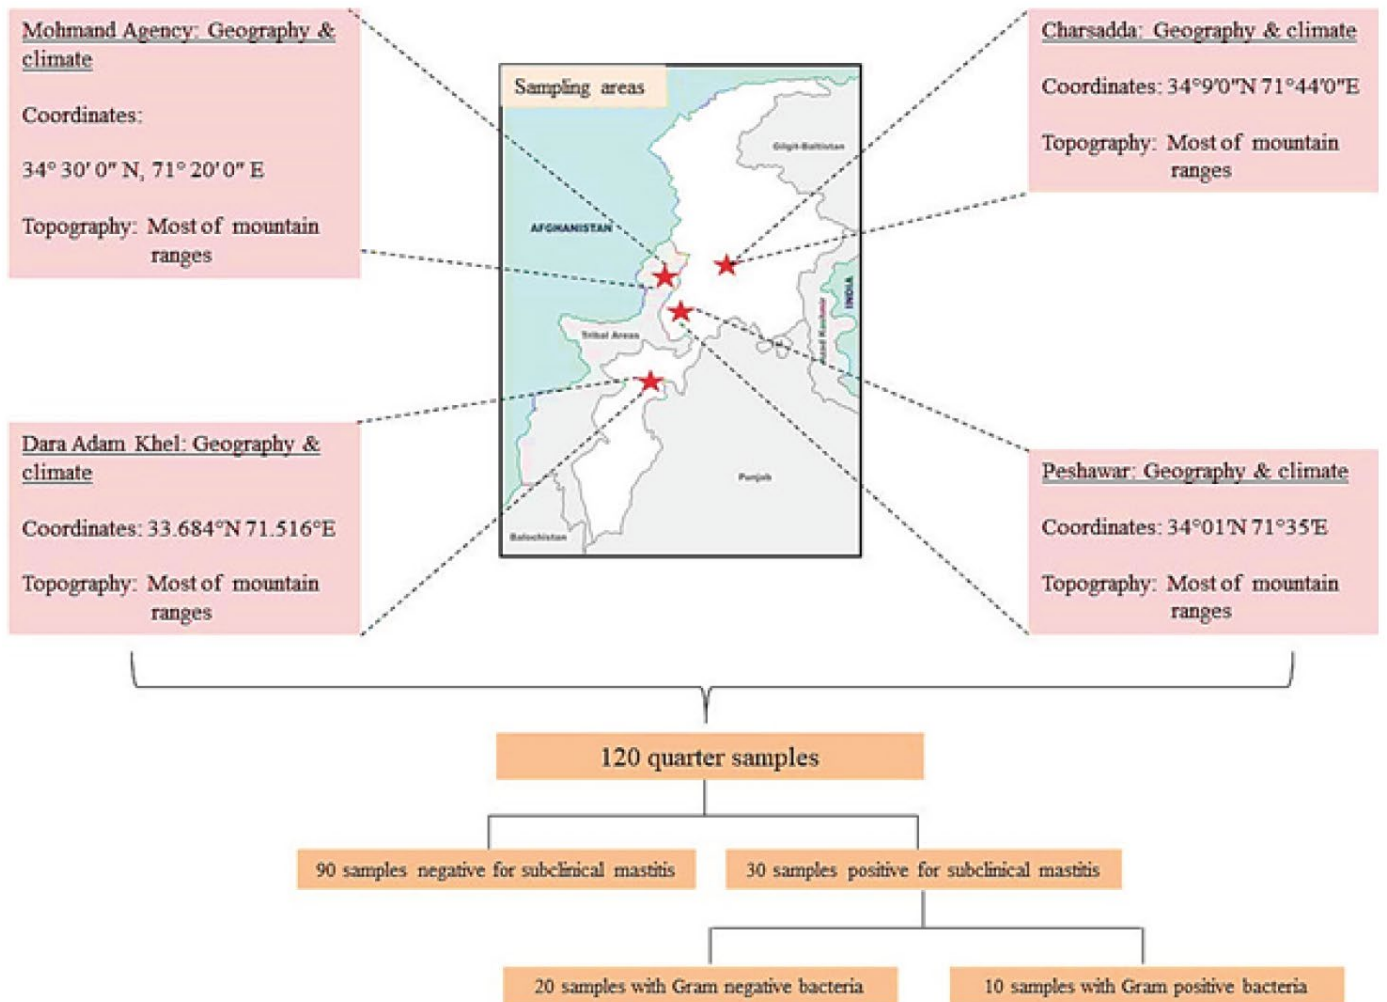 Mohmand Agency: Geography &
climate
Coordinates:
34° 30' 0" N, 71° 20' 0" E
Topography: Most of mountain
ranges
Charsadda: Geography & climate
Coordinates: 34°9'0"N 71°44'0"E
Topography: Most of mountain
ranges
Sampling areas
Gilgit-Baltistan
AFGHANISTAN
INDIA
Azad Kashmir
Tribal Areas
Punjab
Balochistan
Dara Adam Khel: Geography &
climate
Coordinates: 33.684°N 71.516°E
Topography: Most of mountain
ranges
Peshawar: Geography & climate
Coordinates: 34°01'N 71°35'E
Topography: Most of mountain
ranges
120 quarter samples
90 samples negative for subclinical mastitis
30 samples positive for subclinical mastitis
20 samples with Gram negative bacteria
10 samples with Gram positive bacteria